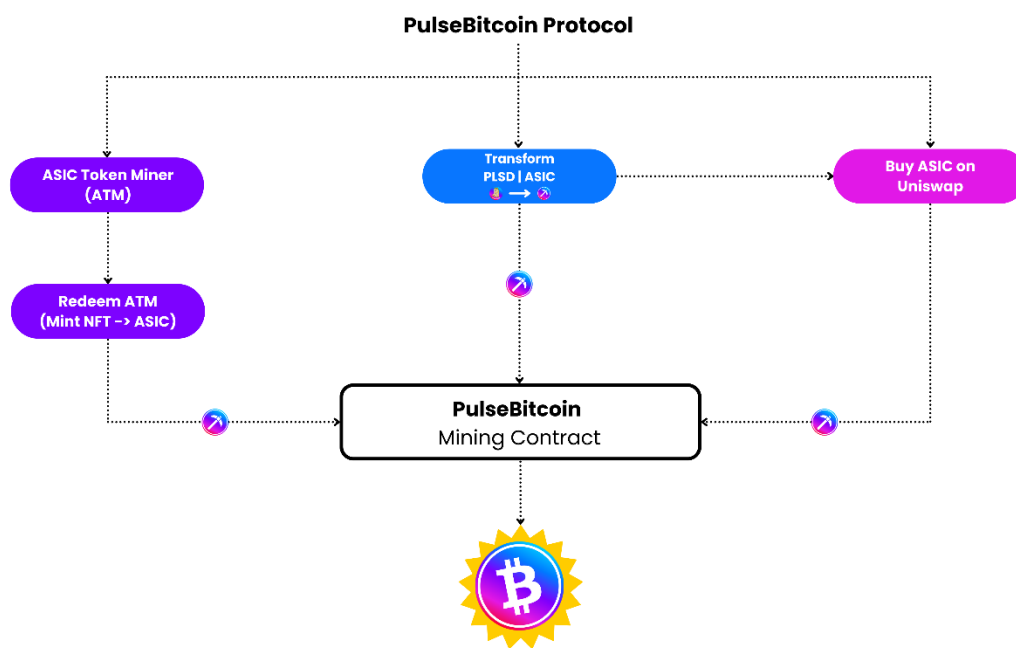 PulseBitcoin Protocol
ASIC Token Miner
(ATM)
Transform
PLSD | ASIC
Buy ASIC on
Uniswap
Redeem ATM
(Mint NFT -> ASIC)
PulseBitcoin
Mining Contract